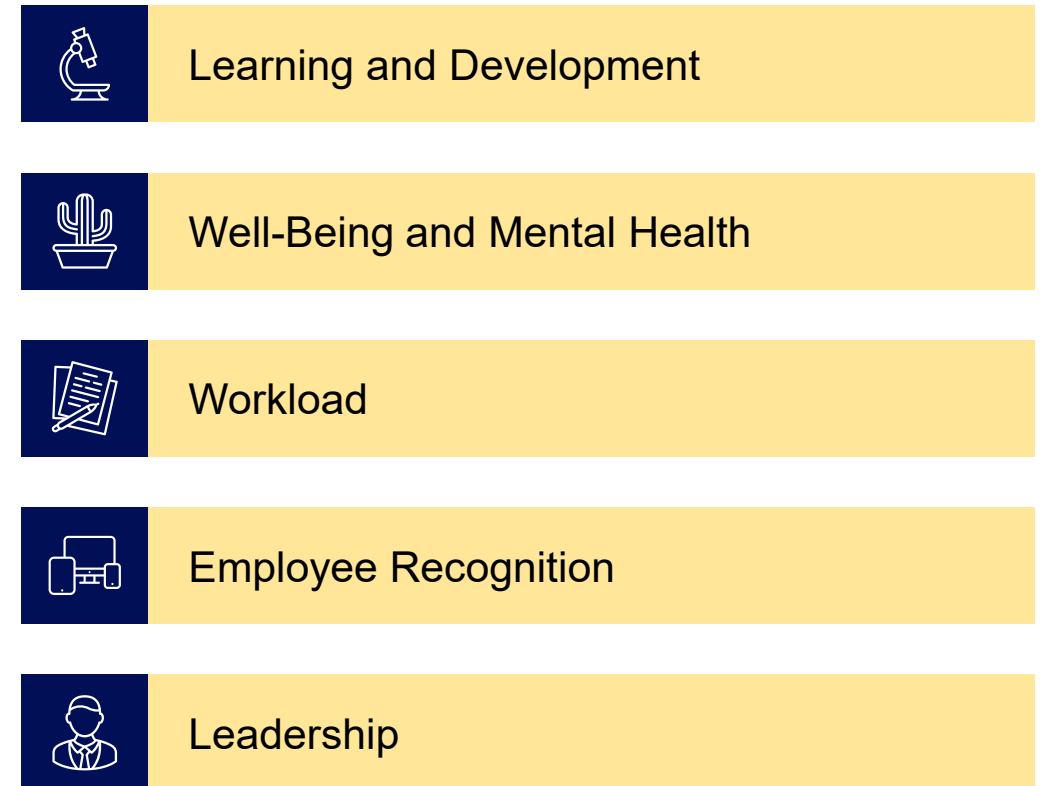 Learning and Development
Well-Being and Mental Health
Workload
Employee Recognition
Leadership